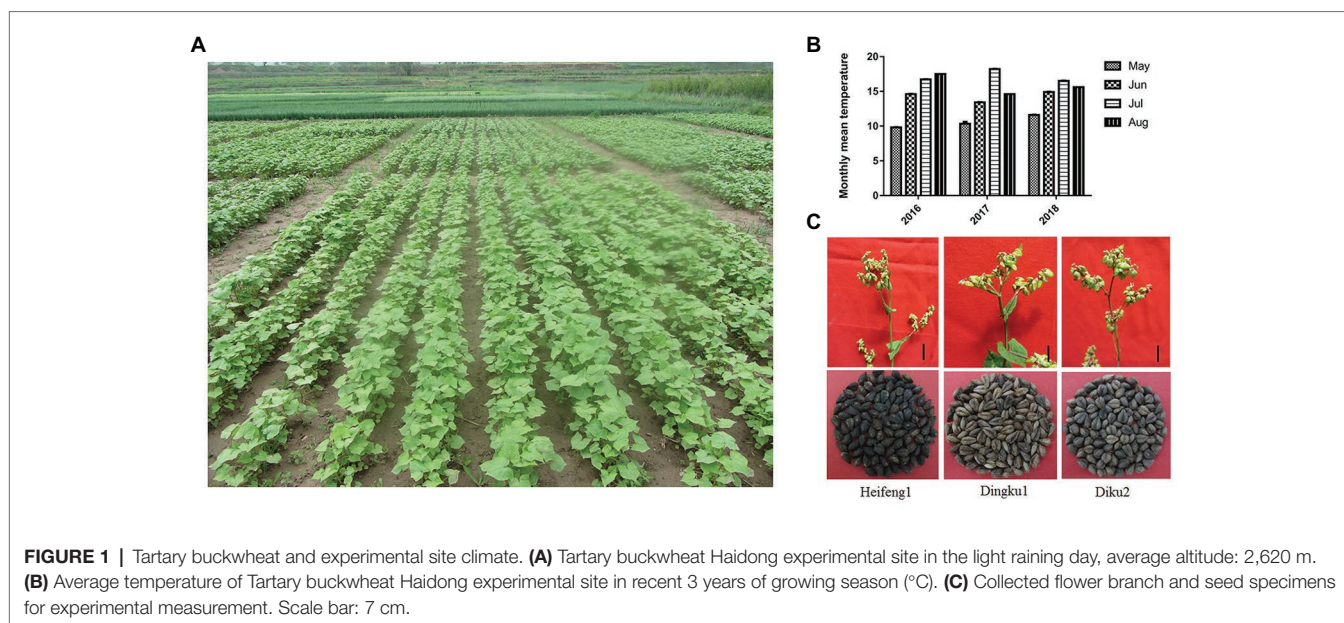 A
B
Monthly mean temperature
20
15
10
5
0
2016
2017
2018
May
Jun
Jul
Aug
C
Heifeng1
Dingku1
Diku2
FIGURE 1 | Tartary buckwheat and experimental site climate. (A) Tartary buckwheat Haidong experimental site in the light raining day, average altitude: 2,620 m.
(B) Average temperature of Tartary buckwheat Haidong experimental site in recent 3 years of growing season (°C). (C) Collected flower branch and seed specimens
for experimental measurement. Scale bar: 7 cm.